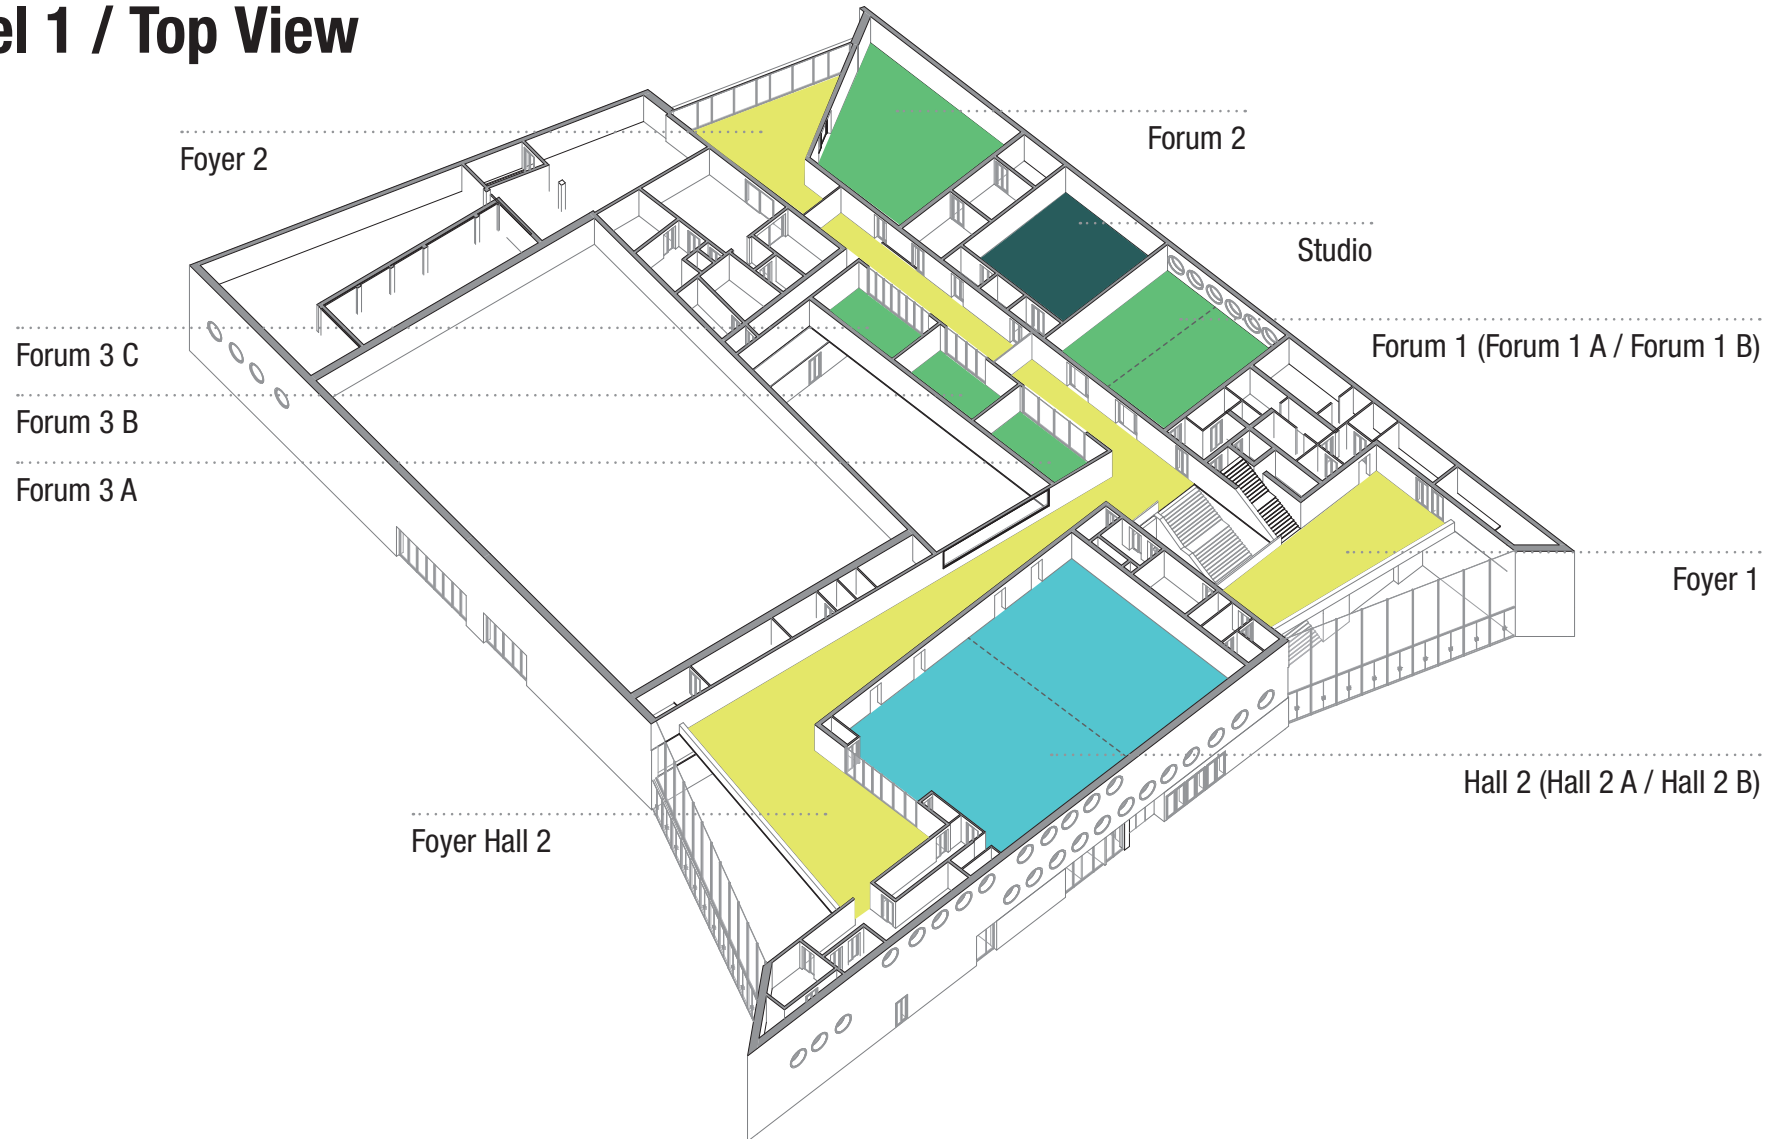 el 1 / Top View
Foyer 2
Forum 2
Studio
Forum 3 C
Forum 1 (Forum 1 A / Forum 1 B)
Forum 3 B
Forum 3 A
Foyer 1
Hall 2 (Hall 2 A / Hall 2 B)
Foyer Hall 2